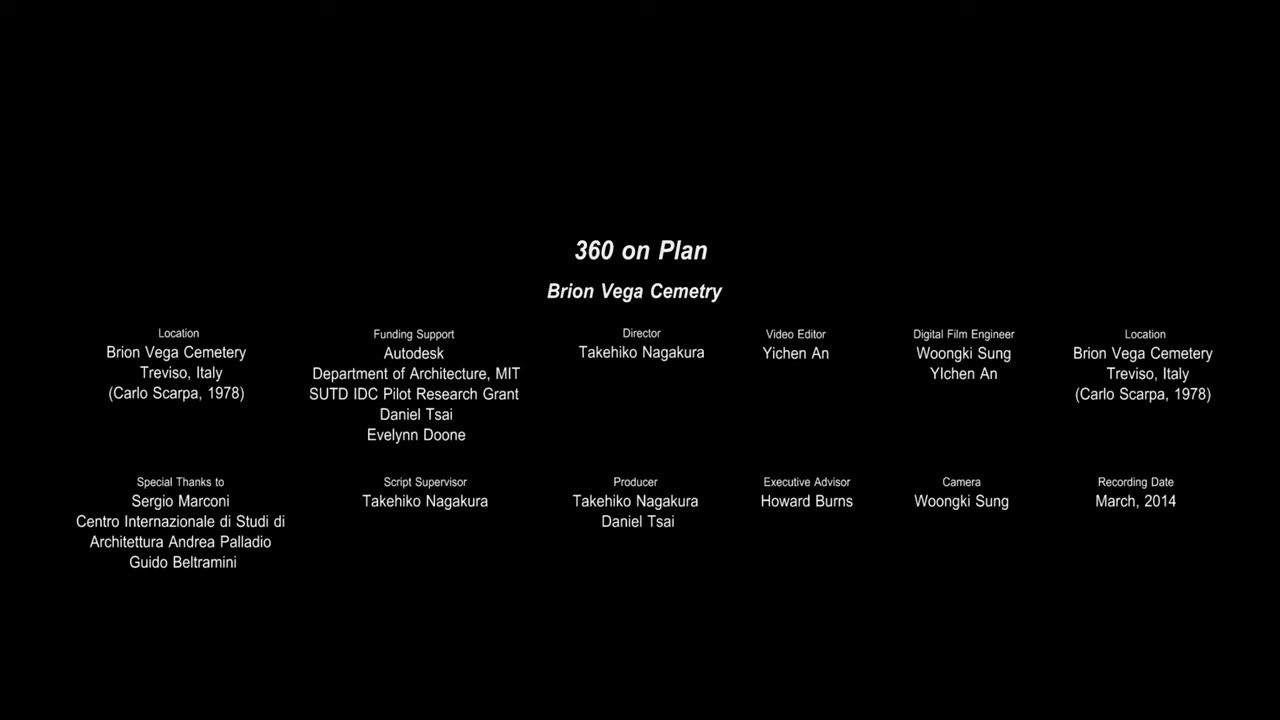 360 on Plan
Brion Vega Cemetry
Location
Brion Vega Cemetery
Treviso, Italy
(Carlo Scarpa, 1978)
Funding Support
Autodesk
Department of Architecture, MIT
SUTD IDC Pilot Research Grant
Daniel Tsai
Evelynn Doone
Director
Takehiko Nagakura
Video Editor
Yichen An
Digital Film Engineer
Woongki Sung
YIchen An
Location
Brion Vega Cemetery
Treviso, Italy
(Carlo Scarpa, 1978)
Special Thanks to
Sergio Marconi
Centro Internazionale di Studi di
Architettura Andrea Palladio
Guido Beltramini
Script Supervisor
Takehiko Nagakura
Producer
Takehiko Nagakura
Daniel Tsai
Executive Advisor
Howard Burns
Camera
Woongki Sung
Recording Date
March, 2014